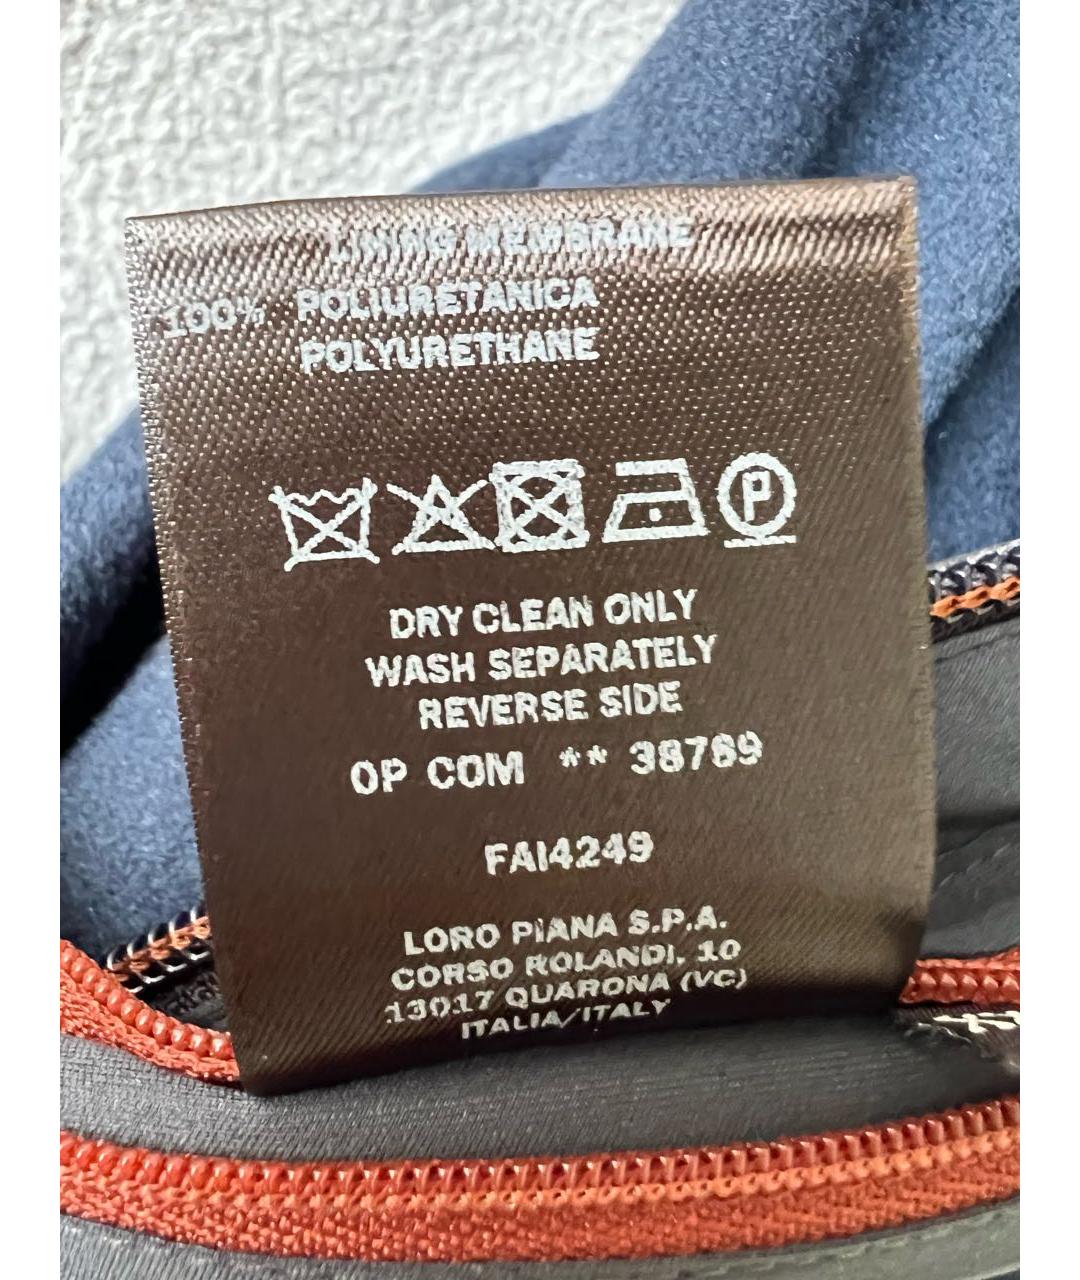 LINING MEMBRANE
100% POLIURETANICA
POLYURETHANE
P
DRY CLEAN ONLY
WASH SEPARATELY
REVERSE SIDE
OP COM ** 38769
FAI4249
LORO PIANA S.P.A.
CORSO ROLANDI, 10
13017 QUARONA (VC)
ITALIA/ITALY